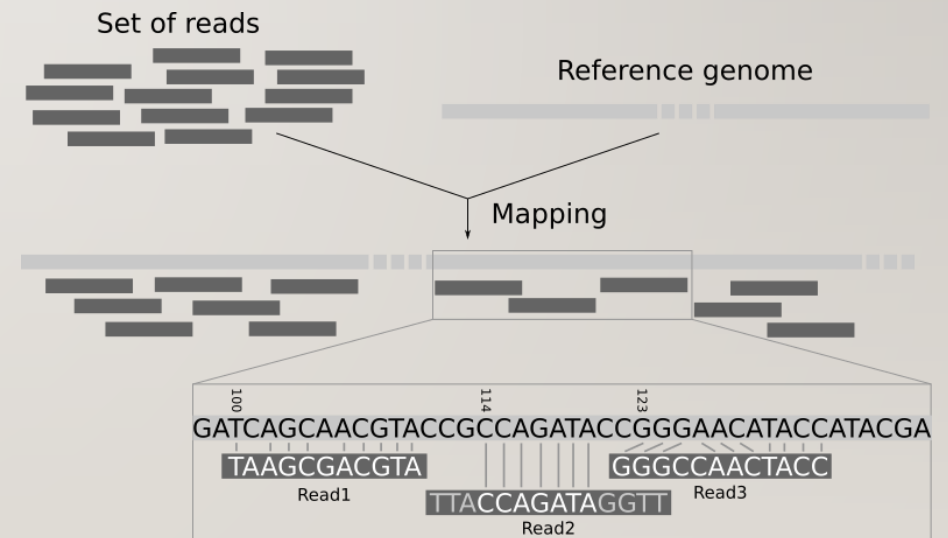 Set of reads
Reference genome
Mapping
100
114
123
GATCAGCAACGTACCGCCAGATACCGGGAACATACCATACGA
TAAGCGACGTA
GGGCCAACTACC
Read1
Read3
TTACCAGATAGGTT
Read2